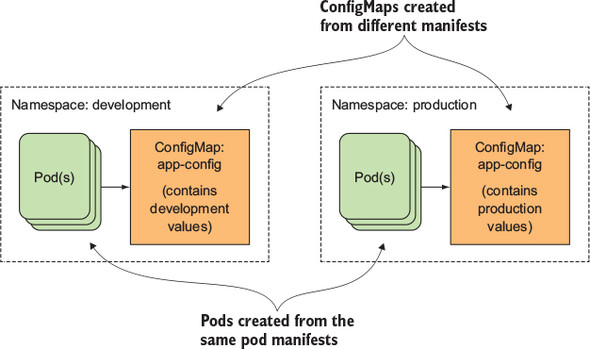 ConfigMaps created
from different manifests
Namespace: development
Pod(s)
ConfigMap:
app-config
(contains
development
values)
Namespace: production
Pod(s)
ConfigMap:
app-config
(contains
production
values)
Pods created from the
same pod manifests